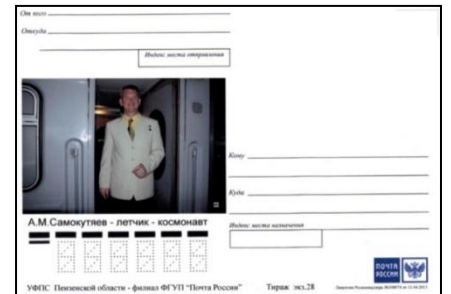 От кого
Откуда
Индекс места отправления
Кому
Куда
А.М.Самокутяев - летчик - космонавт
Индекс места назначения
ПОЧТА
РОССИИ
УФПС Пензенской области - филиал ФГУП "Почта России"
Тираж экз.28